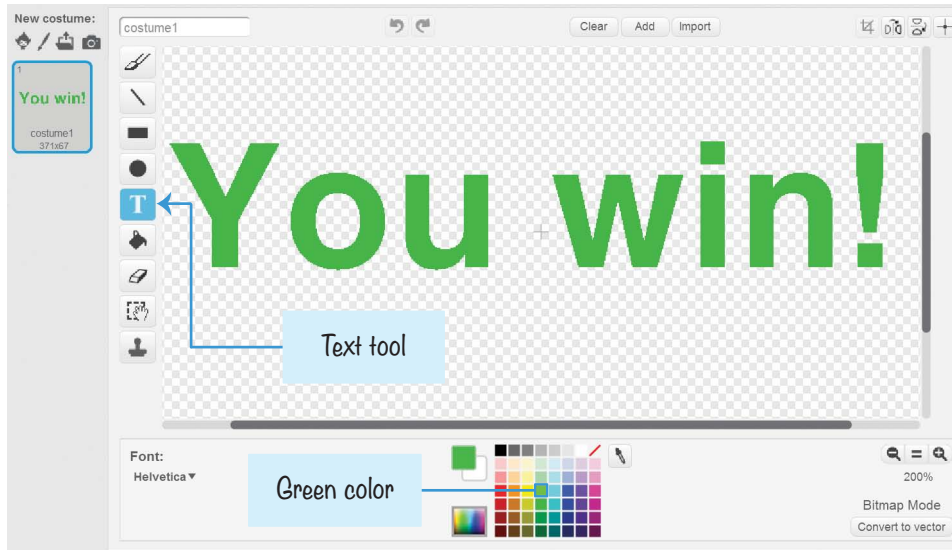 New costume:
1
You win!
costume1
371x67
costume1
Clear Add Import
T
You win!
Text tool
Font:
Helvetica▼
Green color
200%
Bitmap Mode
Convert to vector